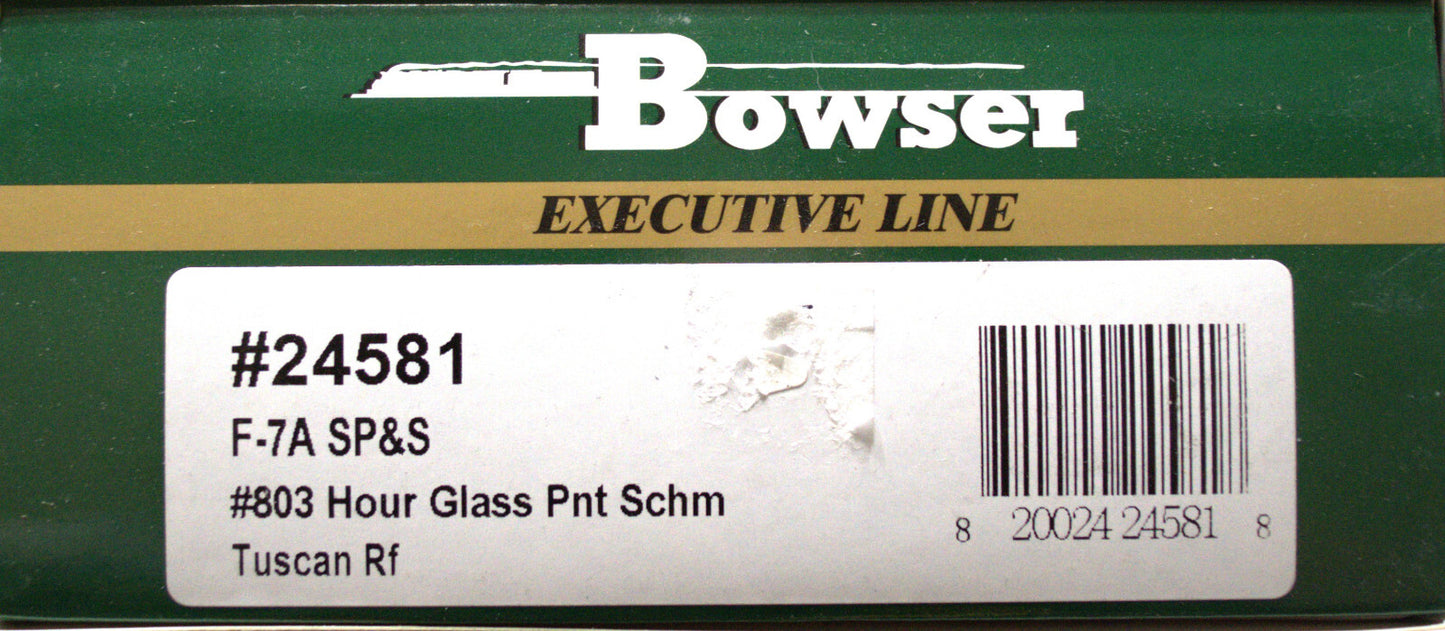 Bowser
EXECUTIVE LINE
#24581
F-7A SP&S
#803 Hour Glass Pnt Schm
Tuscan Rf
8 20024 24581 8